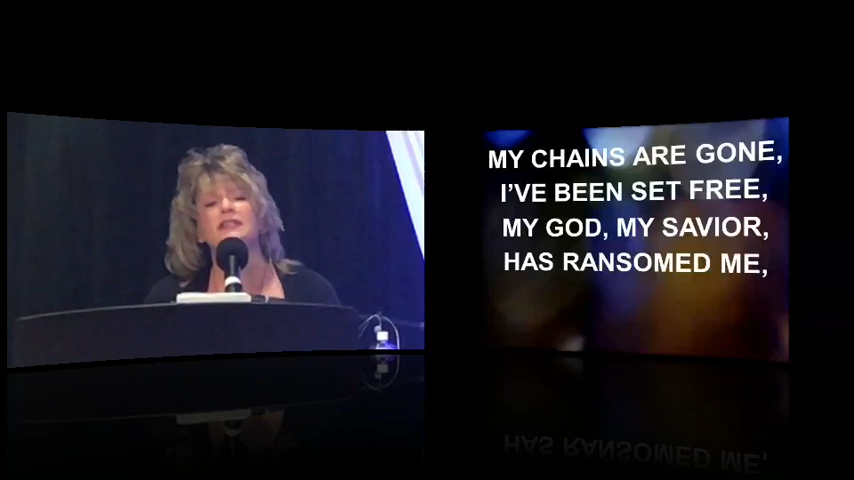 MY CHAINS ARE GONE,
I’VE BEEN SET FREE,
MY GOD, MY SAVIOR,
HAS RANSOMED ME,